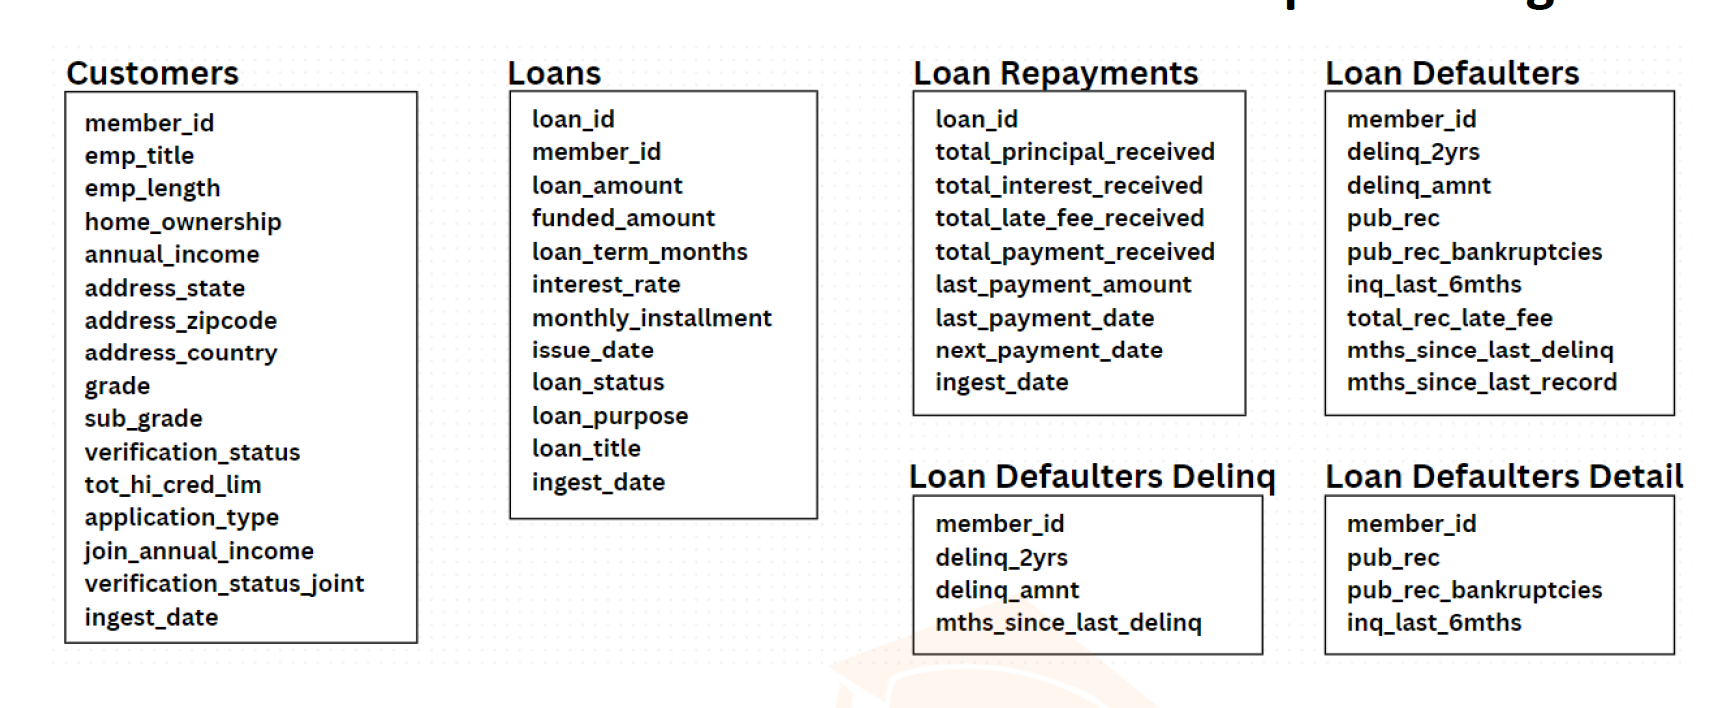 Customers
member_id
emp_title
emp_length
home_ownership
annual_income
address_state
address_zipcode
address_country
grade
sub_grade
verification_status
tot_hi_cred_lim
application_type
join_annual_income
verification_status_joint
ingest_date
Loans
loan_id
member_id
loan_amount
funded_amount
loan_term_months
interest_rate
monthly_installment
issue_date
loan_status
loan_purpose
loan_title
ingest_date
Loan Repayments
loan_id
total_principal_received
total_interest_received
total_late_fee_received
total_payment_received
last_payment_amount
last_payment_date
next_payment_date
ingest_date
Loan Defaulters
member_id
delinq_2yrs
delinq_amnt
pub_rec
pub_rec_bankruptcies
inq_last_6mths
total_rec_late_fee
mths_since_last_delinq
mths_since_last_record
Loan Defaulters Delinq
member_id
delinq_2yrs
delinq_amnt
mths_since_last_delinq
Loan Defaulters Detail
member_id
pub_rec
pub_rec_bankruptcies
inq_last_6mths